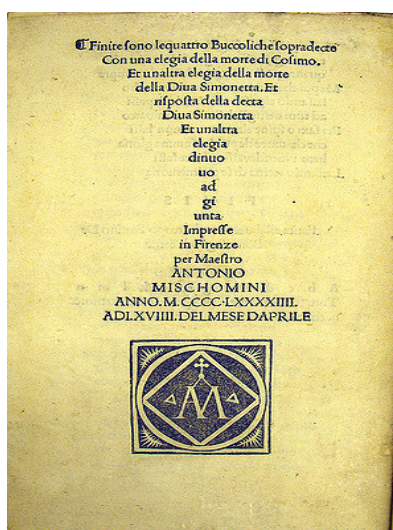 ❡ Finite sono lequattro Buccoliche sopradecte
Con una elegia della morte di Cosimo.
Et unaltra elegia della morte
della Diua Simonetta. Et
risposta della decta
Diua Simonetta
Et unaltra
elegia
dinuo
uo
ad
gi
unta
Impresse
in Firenze
per Maestro
ANTONIO
MISCHOMINI
ANNO. M. CCCC. LXXXXIIII.
ADI. XVIIII. DELMESE DAPRILE
AM